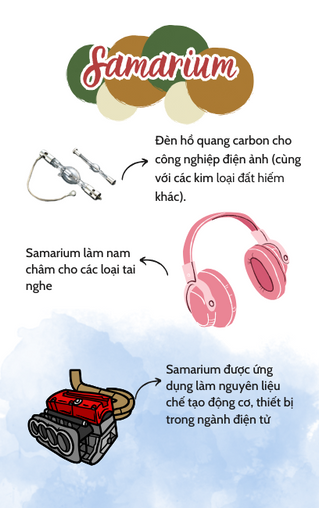 Samarium
Đèn hồ quang carbon cho
công nghiệp điện ảnh (cùng
với các kim loại đất hiếm
khác).
Samarium làm nam
châm cho các loại tai
nghe
Samarium được ứng
dụng làm nguyên liệu
chế tạo động cơ, thiết bị
trong ngành điện tử